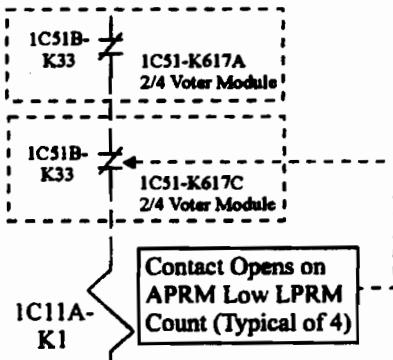 1C51B-
K33
1C51-K617A
2/4 Voter Module
1C51B-
K33
1C51-K617C
2/4 Voter Module
Contact Opens on
APRM Low LPRM
Count (Typical of 4)
1C11A-
K1